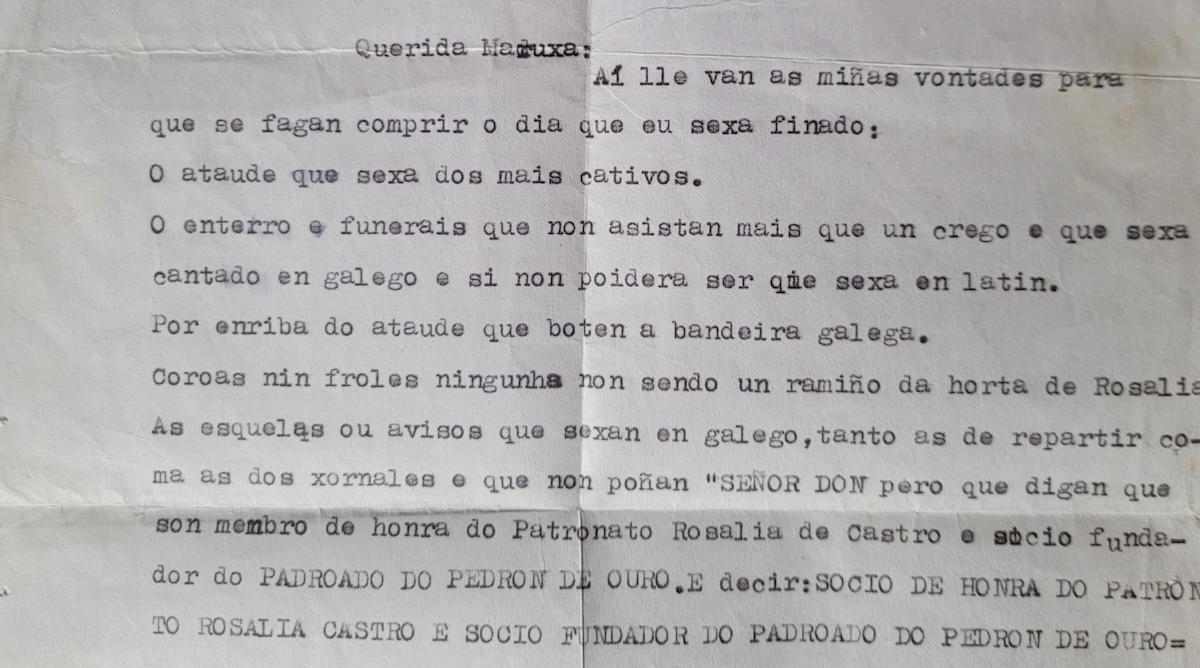 Querida Maruxa:
Aí lle van as miñas vontades para
que se fagan comprir o dia que eu sexa finado:
O ataude que sexa dos mais cativos.
O enterro e funerais que non asistan mais que un crego e que sexa
cantado en galego e si non poidera ser que sexa en latin.
Por enriba do ataude que boten a bandeira galega.
Coroas nin froles ningunha non sendo un ramiño da horta de Rosalia
As esquelas ou avisos que sexan en galego,tanto as de repartir co-
ma as dos xornales e que non poñan "SEÑOR DON pero que digan que
son membro de honra do Patronato Rosalia de Castro e socio funda-
dor do PADROADO DO PEDRON DE OURO.E decir:SOCIO DE HONRA DO PATRON
TO ROSALIA CASTRO E SOCIO FUNDADOR DO PADROADO DO PEDRON DE OURO=